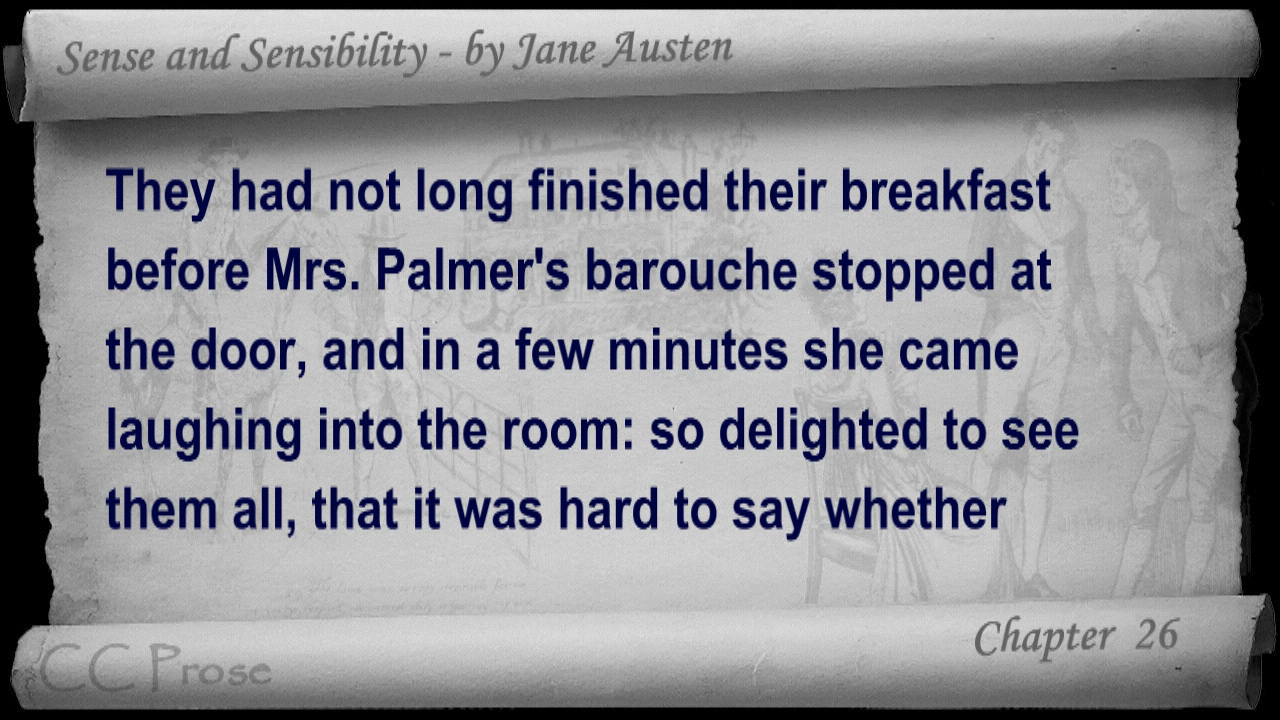 Sense and Sensibility - by Jane Austen
They had not long finished their breakfast
before Mrs. Palmer's barouche stopped at
the door, and in a few minutes she came
laughing into the room: so delighted to see
them all, that it was hard to say whether
Chapter 26
CC Prose